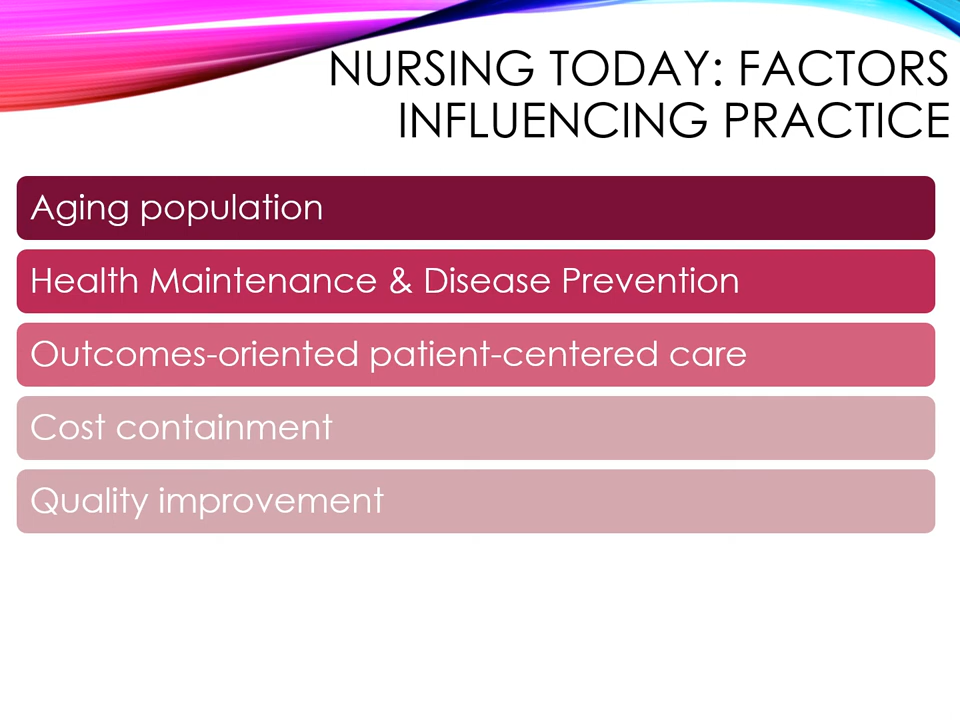 NURSING TODAY: FACTORS
INFLUENCING PRACTICE
Aging population
Health Maintenance & Disease Prevention
Outcomes-oriented patient-centered care
Cost containment
Quality improvement